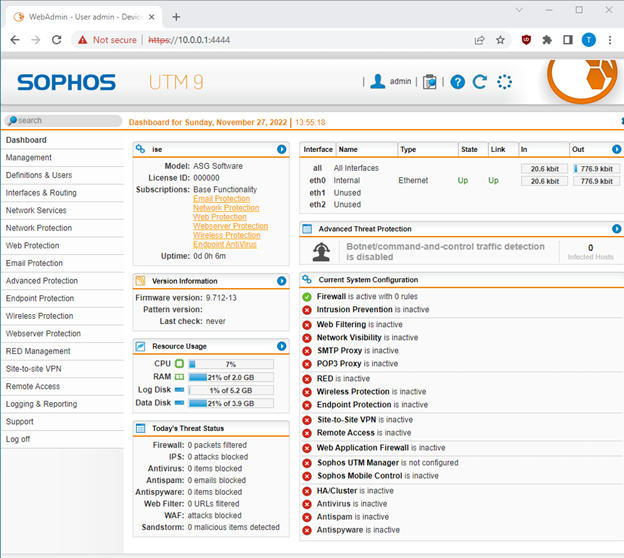 WebAdmin - User admin - Device
Not secure | https://10.0.0.1:4444
T
SOPHOS UTM 9
| admin | | ?
search
Dashboard for Sunday, November 27, 2022 | 13:55:18
Dashboard
Management
Definitions & Users
Interfaces & Routing
Network Services
Network Protection
Web Protection
Email Protection
Advanced Protection
Endpoint Protection
Wireless Protection
Webserver Protection
RED Management
Site-to-site VPN
Remote Access
Logging & Reporting
Support
Log off
ise
Model: ASG Software
License ID: 000000
Subscriptions: Base Functionality
Email Protection
Network Protection
Web Protection
Webserver Protection
Wireless Protection
Endpoint AntiVirus
Uptime: 0d 0h 6m
Version Information
Firmware version: 9.712-13
Pattern version:
Last check: never
Resource Usage
CPU 7%
RAM 21% of 2.0 GB
Log Disk 1% of 5.2 GB
Data Disk 21% of 3.9 GB
Today's Threat Status
Firewall: 0 packets filtered
IPS: 0 attacks blocked
Antivirus: 0 items blocked
Antispam: 0 emails blocked
Antispyware: 0 items blocked
Web Filter: 0 URLs filtered
WAF: attacks blocked
Sandstorm: 0 malicious items detected
Interface Name Type State Link In Out
all All Interfaces 20.6 kbit 776.9 kbit
eth0 Internal Ethernet Up Up 20.6 kbit 776.9 kbit
eth1 Unused
eth2 Unused
Advanced Threat Protection
Botnet/command-and-control traffic detection
is disabled
0
Infected Hosts
Current System Configuration
Firewall is active with 0 rules
Intrusion Prevention is inactive
Web Filtering is inactive
Network Visibility is inactive
SMTP Proxy is inactive
POP3 Proxy is inactive
RED is inactive
Wireless Protection is inactive
Endpoint Protection is inactive
Site-to-Site VPN is inactive
Remote Access is inactive
Web Application Firewall is inactive
Sophos UTM Manager is not configured
Sophos Mobile Control is inactive
HA/Cluster is inactive
Antivirus is inactive
Antispam is inactive
Antispyware is inactive